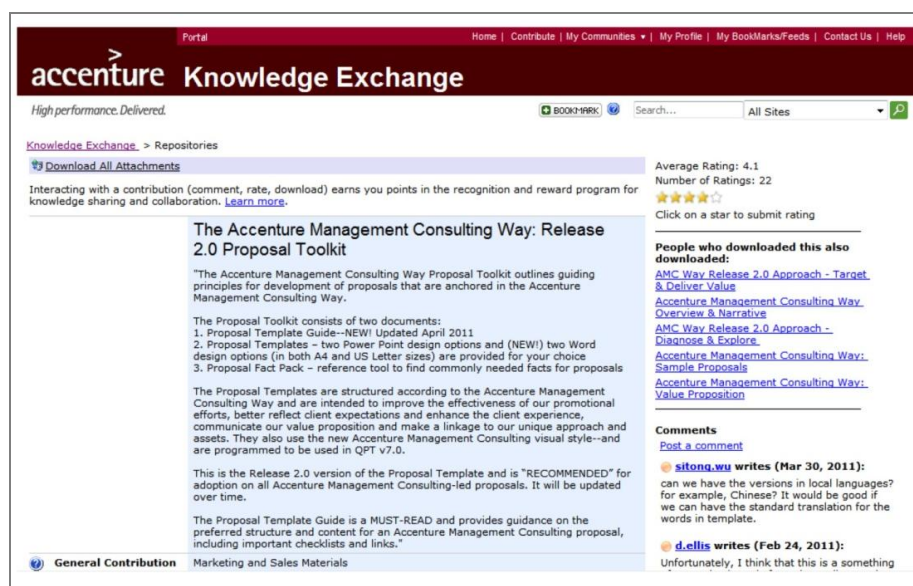 Portal
Home | Contribute | My Communities ▾ | My Profile | My BookMarks/Feeds | Contact Us | Help
>
accenture
Knowledge Exchange
High performance. Delivered.
BOOKMARK
Search...
All Sites
Knowledge Exchange > Repositories
Download All Attachments
Interacting with a contribution (comment, rate, download) earns you points in the recognition and reward program for
knowledge sharing and collaboration. Learn more.
The Accenture Management Consulting Way: Release
2.0 Proposal Toolkit
"The Accenture Management Consulting Way Proposal Toolkit outlines guiding
principles for development of proposals that are anchored in the Accenture
Management Consulting Way.
The Proposal Toolkit consists of two documents:
1. Proposal Template Guide--NEW! Updated April 2011
2. Proposal Templates – two Power Point design options and (NEW!) two Word
design options (in both A4 and US Letter sizes) are provided for your choice
3. Proposal Fact Pack – reference tool to find commonly needed facts for proposals
The Proposal Templates are structured according to the Accenture Management
Consulting Way and are intended to improve the effectiveness of our promotional
efforts, better reflect client expectations and enhance the client experience,
communicate our value proposition and make a linkage to our unique approach and
assets. They also use the new Accenture Management Consulting visual style--and
are programmed to be used in QPT v7.0.
This is the Release 2.0 version of the Proposal Template and is "RECOMMENDED" for
adoption on all Accenture Management Consulting-led proposals. It will be updated
over time.
The Proposal Template Guide is a MUST-READ and provides guidance on the
preferred structure and content for an Accenture Management Consulting proposal,
including important checklists and links."
General Contribution
Marketing and Sales Materials
Average Rating: 4.1
Number of Ratings: 22
Click on a star to submit rating
People who downloaded this also
downloaded:
AMC Way Release 2.0 Approach - Target
& Deliver Value
Accenture Management Consulting Way
Overview & Narrative
AMC Way Release 2.0 Approach -
Diagnose & Explore
Accenture Management Consulting Way:
Sample Proposals
Accenture Management Consulting Way:
Value Proposition
Comments
Post a comment
sitong.wu writes (Mar 30, 2011):
can we have the versions in local languages?
for example, Chinese? It would be good if
we can have the standard translation for the
words in template.
d.ellis writes (Feb 24, 2011):
Unfortunately, I think that this is a something